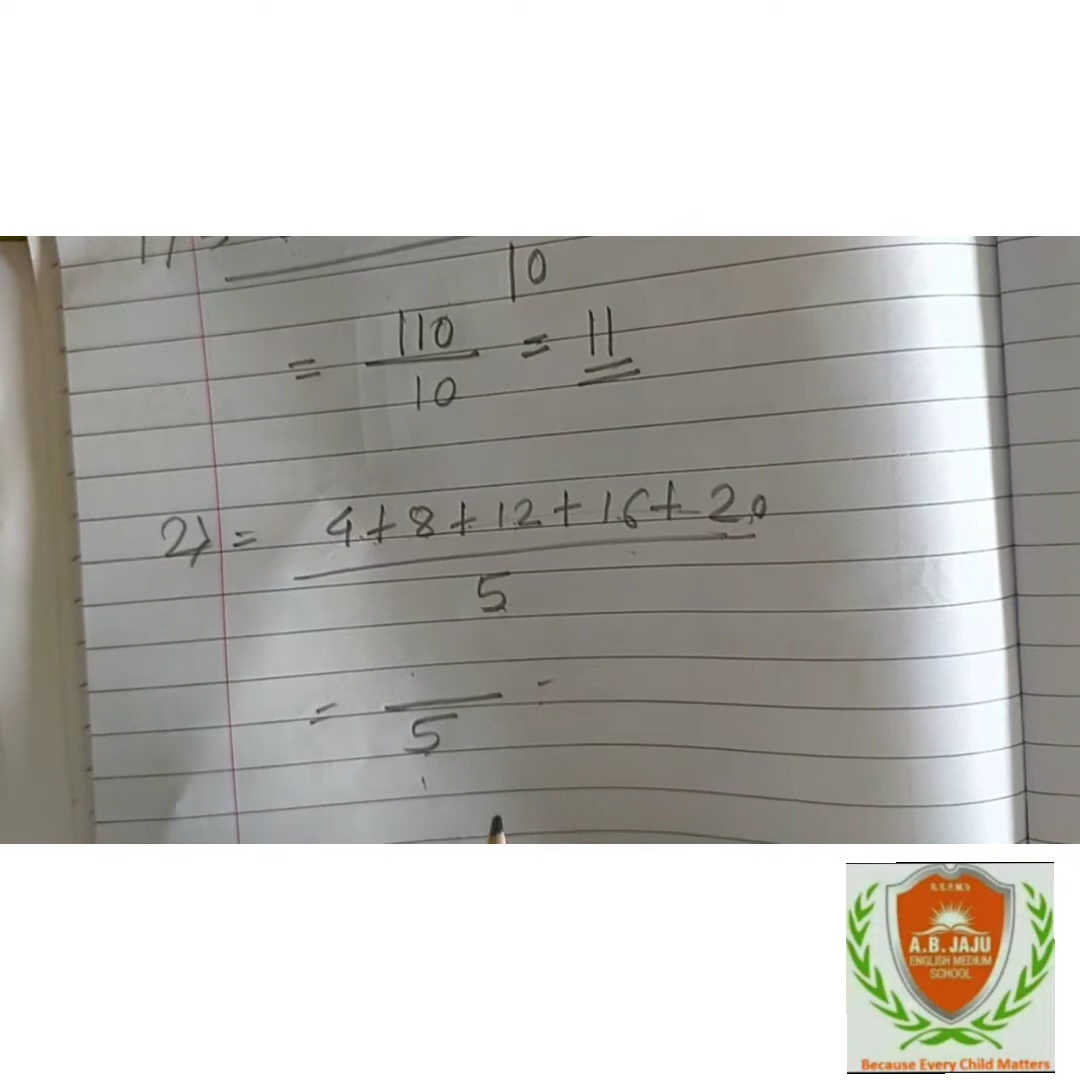 10
= 110/10 = 11
2) = 4+8+12+16+20
5
= /5 =
R.S.P.M.'s
A.B. JAJU
ENGLISH MEDIUM
SCHOOL
Because Every Child Matters